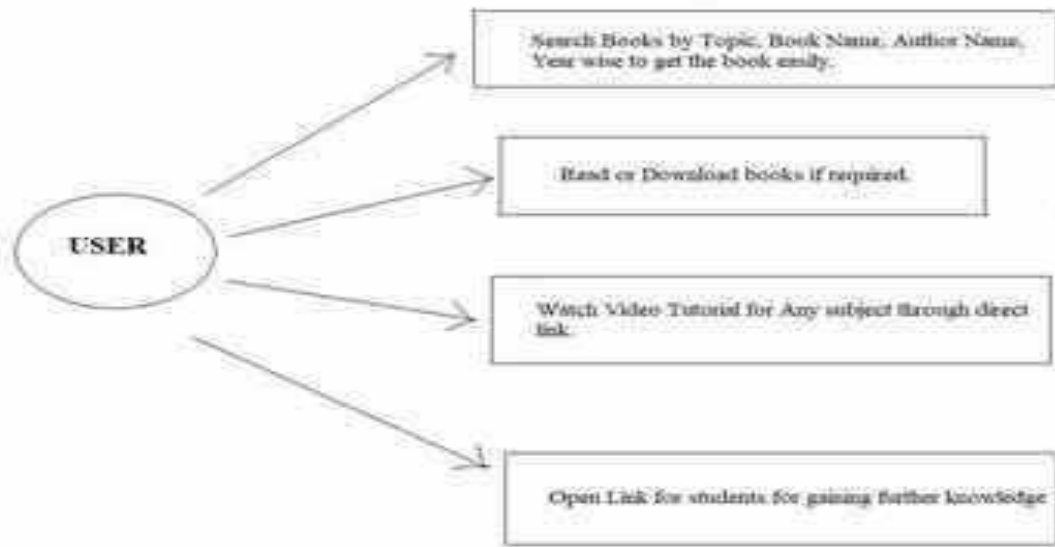 Search Books by Topic, Book Name, Author Name,
Year wise to get the book easily.
Read or Download books if required.
USER
Watch Video Tutorial for Any subject through direct
link.
Open Link for students for gaining further knowledge